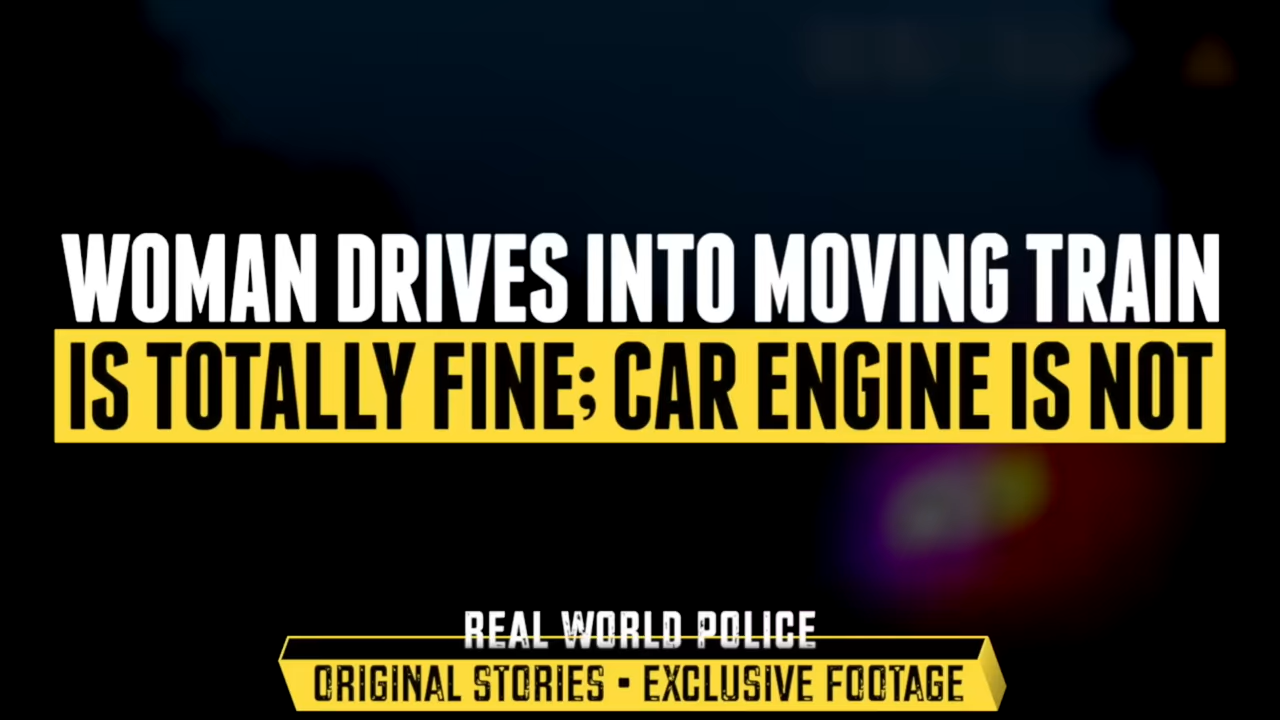 WOMAN DRIVES INTO MOVING TRAIN
IS TOTALLY FINE; CAR ENGINE IS NOT
REAL WORLD POLICE
ORIGINAL STORIES • EXCLUSIVE FOOTAGE